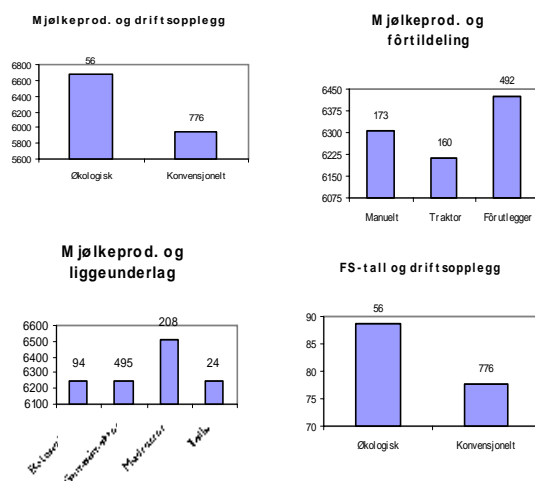 Mjølkeprod. og driftsopplegg
56
6800
6600
6400
6200
6000
5800
5600
776
Økologisk
Konvensjonelt
Mjølkeprod. og
fôrtildeling
6450
6375
6300
6225
6150
6075
173
160
492
Manuelt
Traktor
Fôrutlegger
Mjølkeprod. og
liggeunderlag
6600
6500
6400
6300
6200
6100
94
495
208
24
FS-tall og driftsopplegg
90
85
80
75
70
56
776
Økologisk
Konvensjonelt